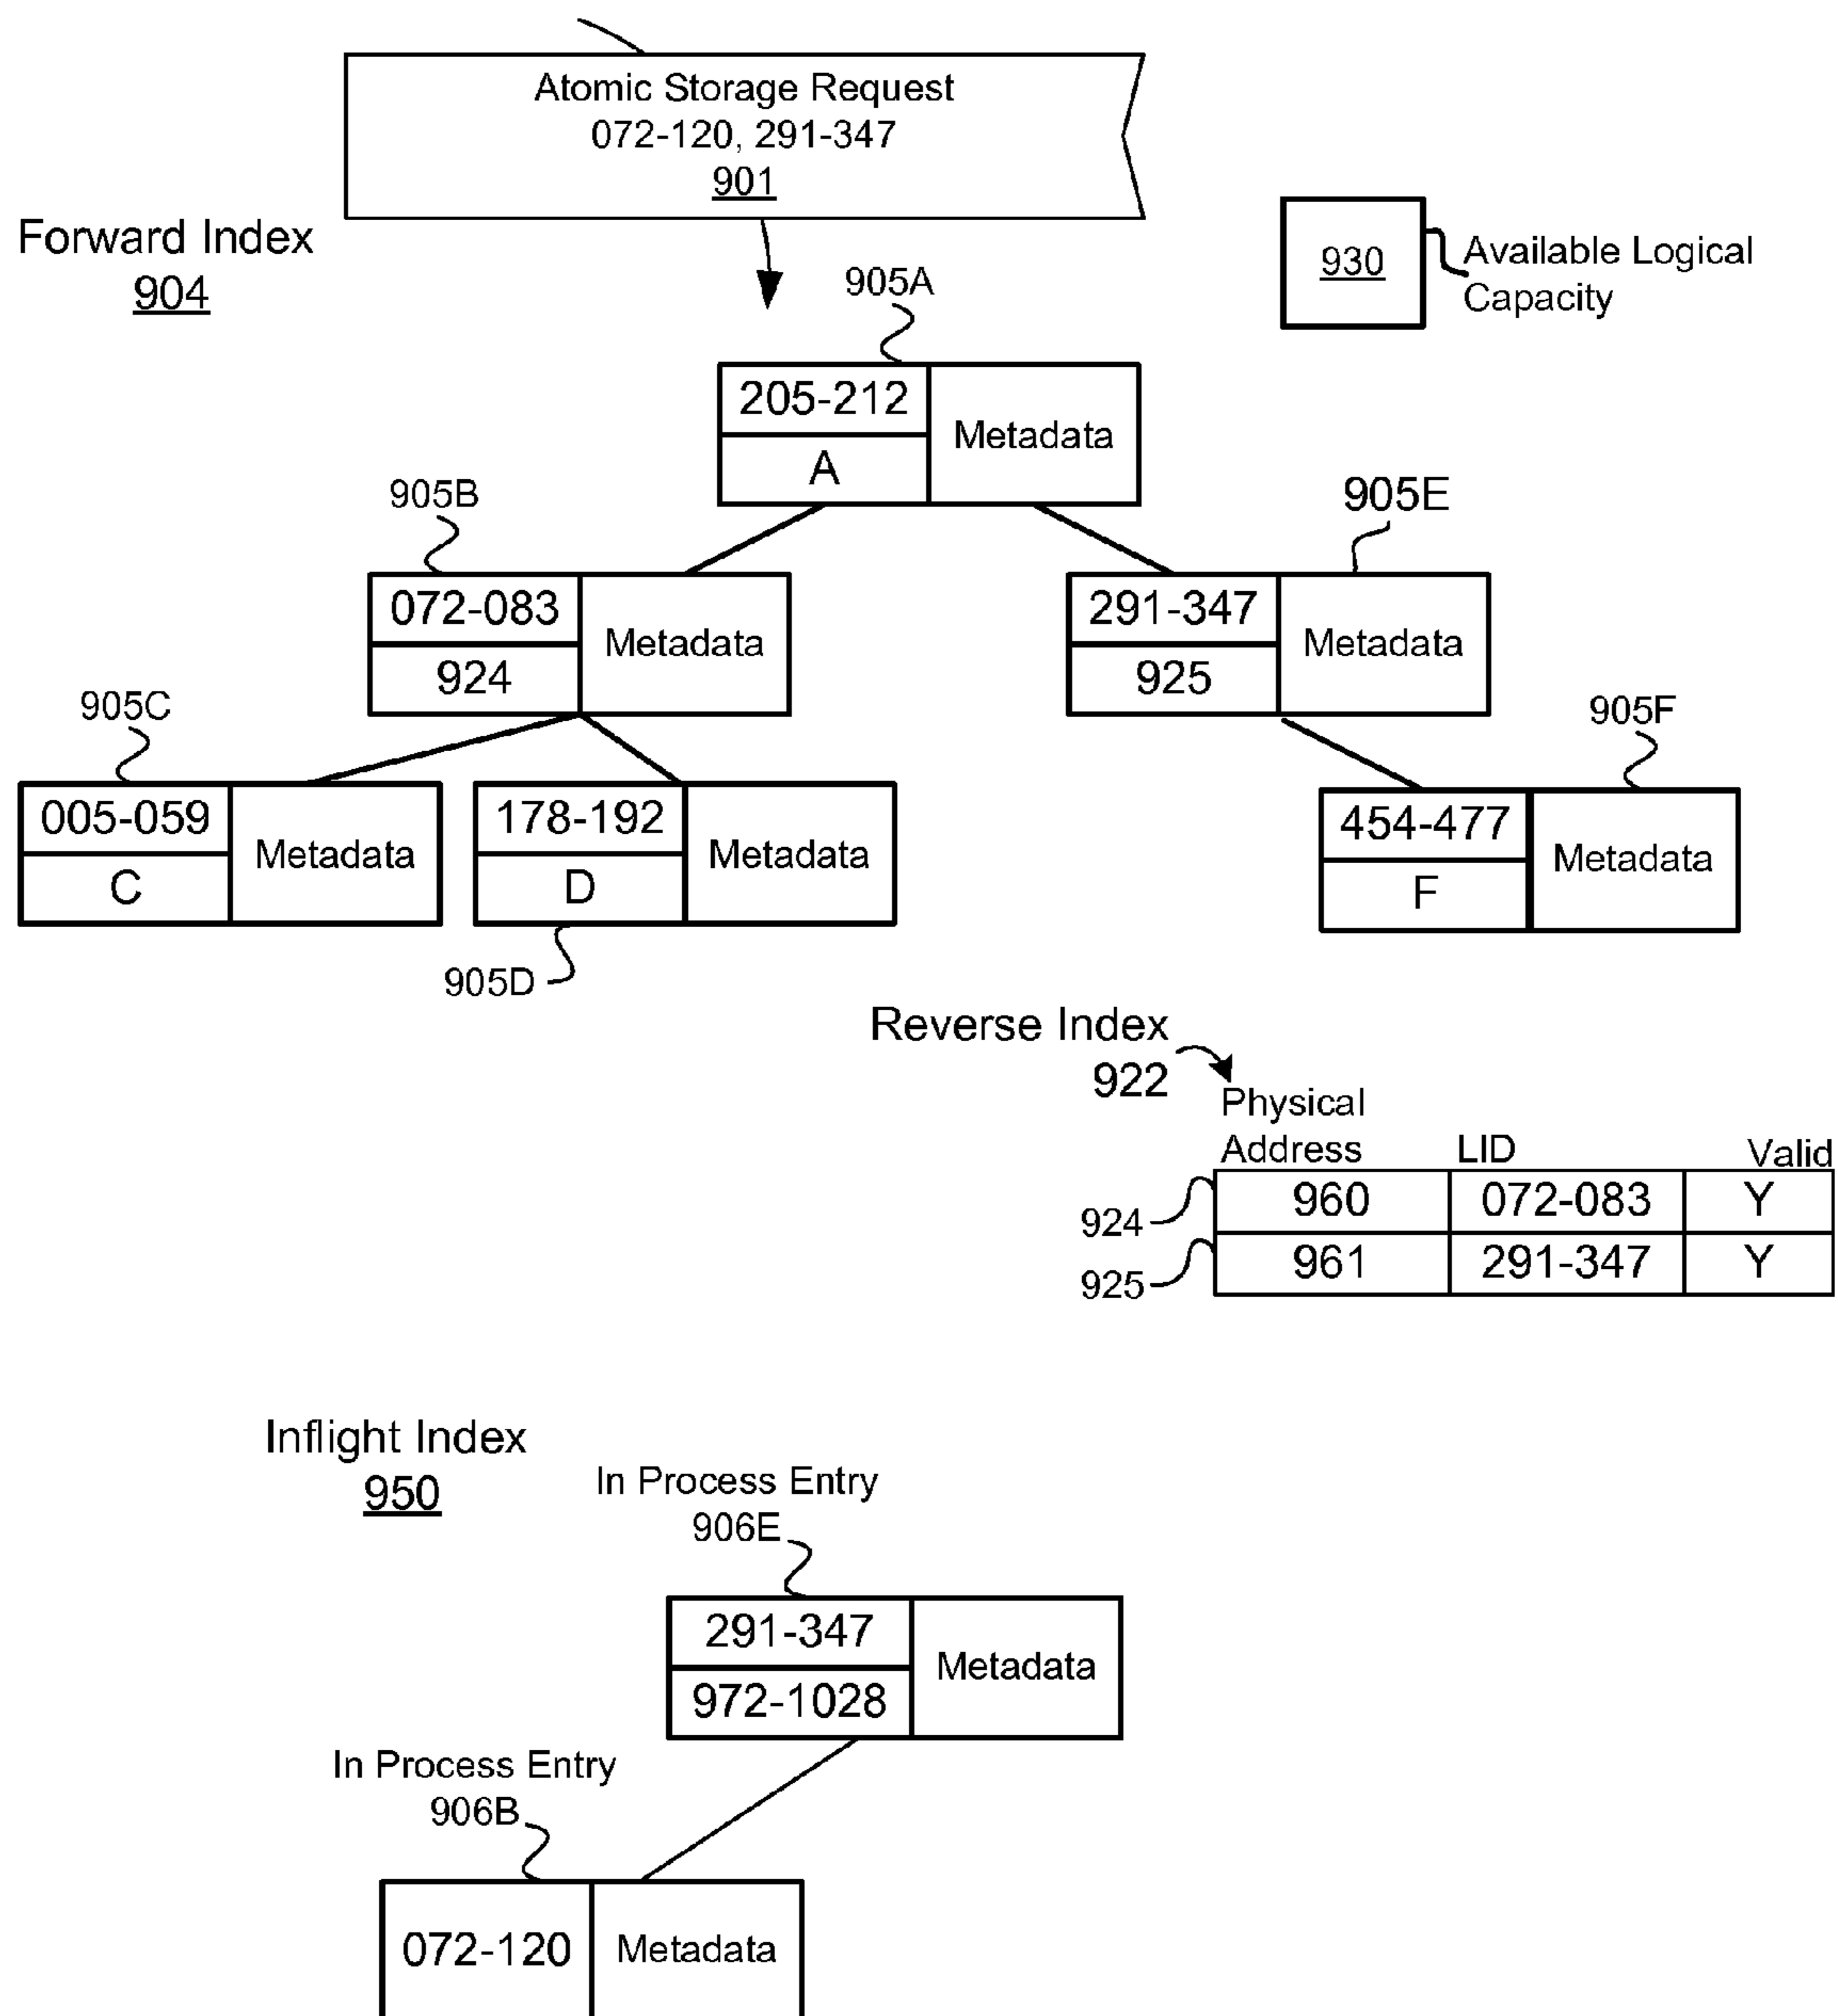 Atomic Storage Request
072-120, 291-347
901
Forward Index
904
930
Available Logical
Capacity
905A
205-212
Metadata
A
905B
072-083
Metadata
924
905E
291-347
Metadata
925
905C
005-059
Metadata
C
178-192
Metadata
D
905D
905F
454-477
Metadata
F
Reverse Index
922
Physical
Address LID Valid
924 960 072-083 Y
925 961 291-347 Y
Inflight Index
950
In Process Entry
906E
291-347
Metadata
972-1028
In Process Entry
906B
072-120
Metadata